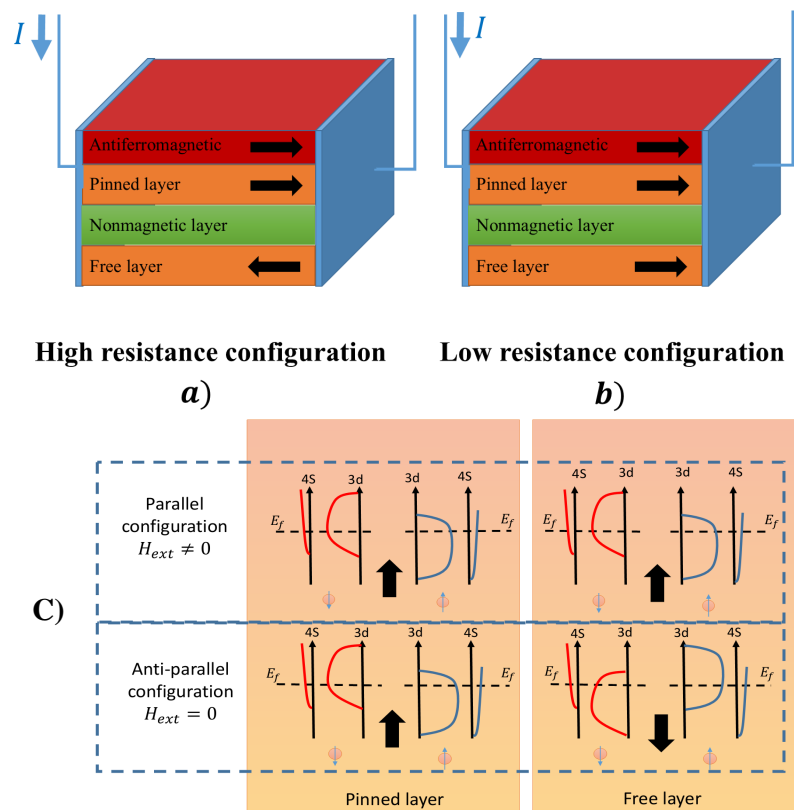 I
I
Antiferromagnetic
Pinned layer
Nonmagnetic layer
Free layer
Antiferromagnetic
Pinned layer
Nonmagnetic layer
Free layer
High resistance configuration
a)
Low resistance configuration
b)
C)
Parallel
configuration
H_ext ≠ 0
4S 3d 3d 4S
E_f E_f
4S 3d 3d 4S
E_f E_f
Anti-parallel
configuration
H_ext = 0
4S 3d 3d 4S
E_f E_f
4S 3d 3d 4S
E_f E_f
Pinned layer
Free layer